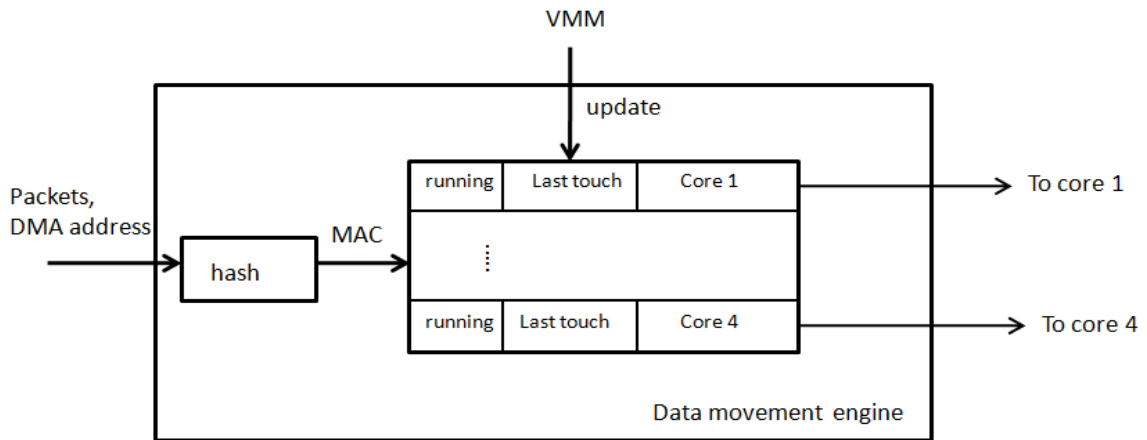 VMM
update
running Last touch Core 1
To core 1
Packets,
DMA address
MAC
hash
running Last touch Core 4
To core 4
Data movement engine